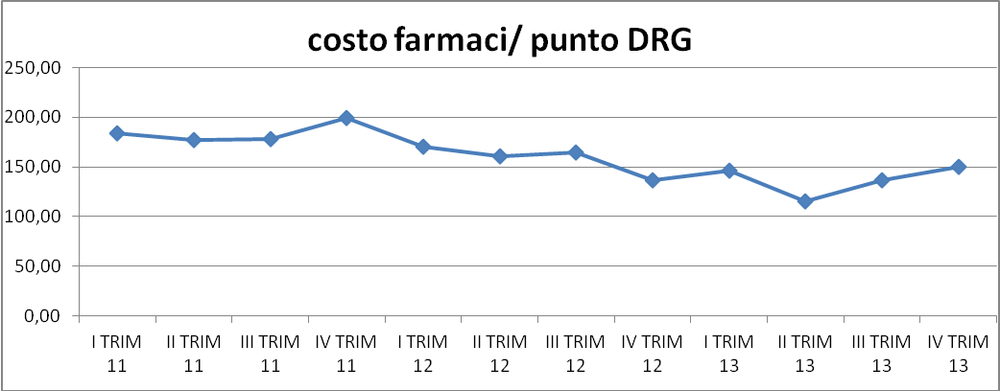 costo farmaci/ punto DRG
250,00
200,00
150,00
100,00
50,00
0,00
I TRIM 11
II TRIM 11
III TRIM 11
IV TRIM 11
I TRIM 12
II TRIM 12
III TRIM 12
IV TRIM 12
I TRIM 13
II TRIM 13
III TRIM 13
IV TRIM 13